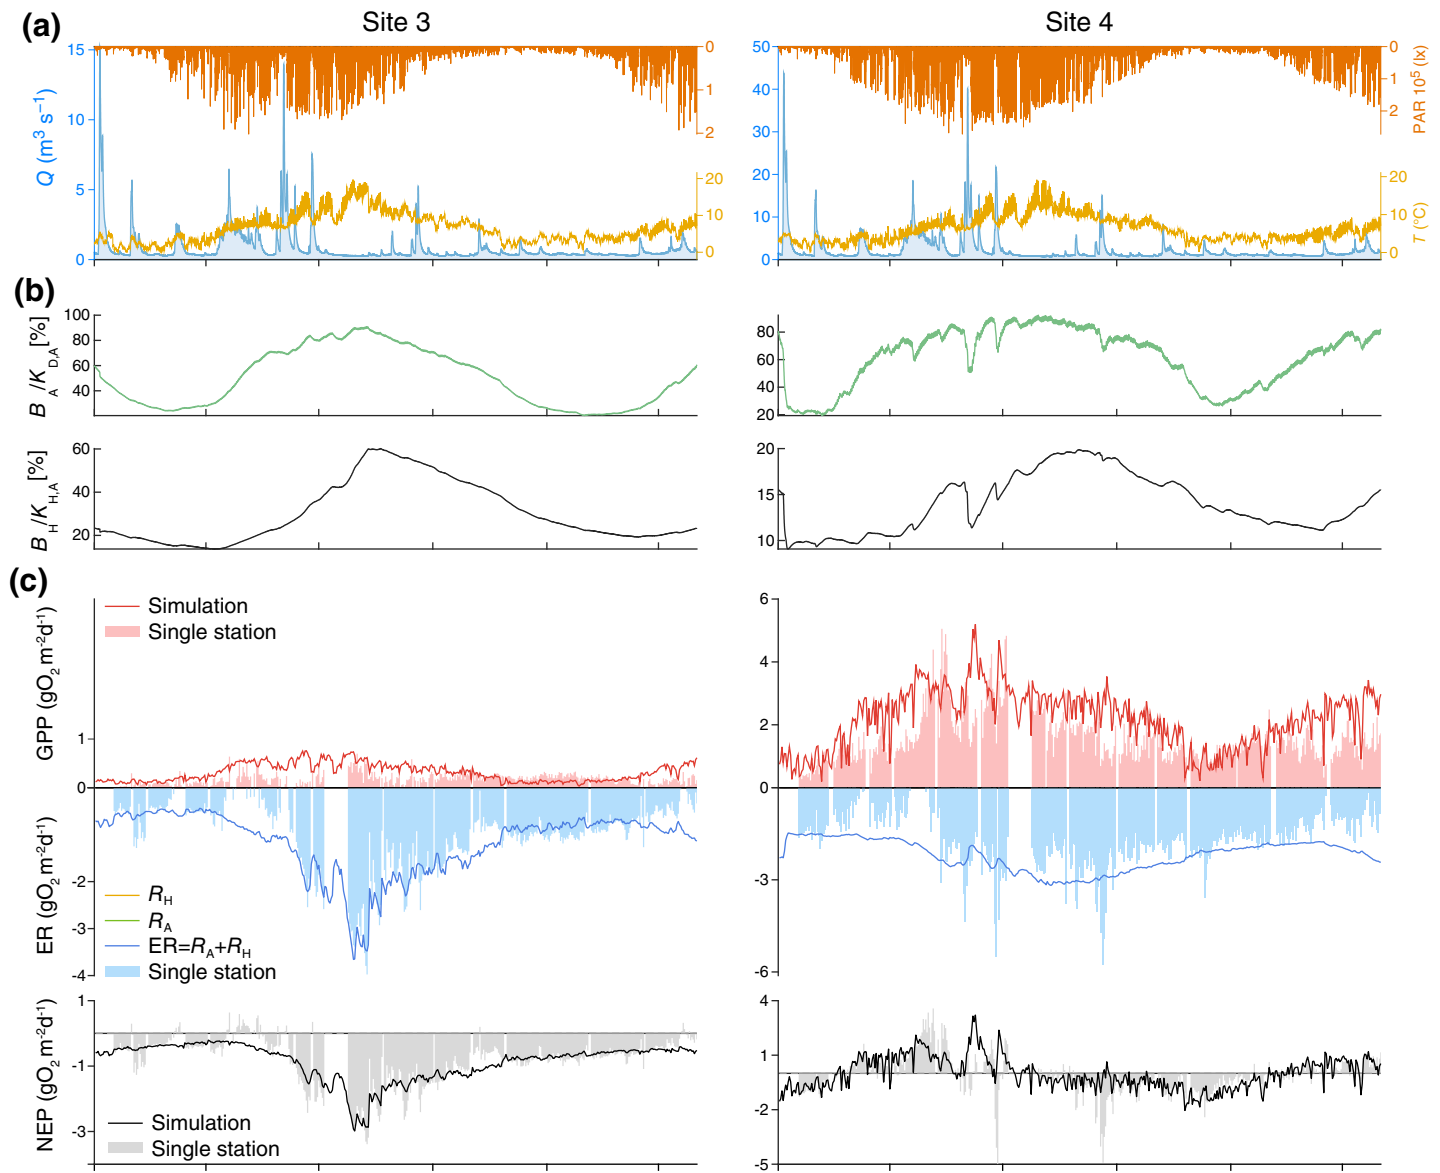 (a)
Site 3
Site 4
15
10
5
0
Q (m³ s⁻¹)
0
1
2
20
10
0
50
40
30
20
10
0
0
1
2
PAR 10⁵ (lx)
20
10
0
T (°C)
(b)
100
80
60
40
B_A/K_D,A[%]
80
60
40
20
60
40
20
B_H/K_H,A[%]
20
15
10
(c)
Simulation
Single station
GPP (gO₂ m⁻²d⁻¹)
1
0
6
4
2
0
ER (gO₂ m⁻²d⁻¹)
-2
-3
-4
R_H
R_A
ER=R_A+R_H
Single station
-3
-6
NEP (gO₂ m⁻²d⁻¹)
1
-1
-3
Simulation
Single station
4
1
-2
-5